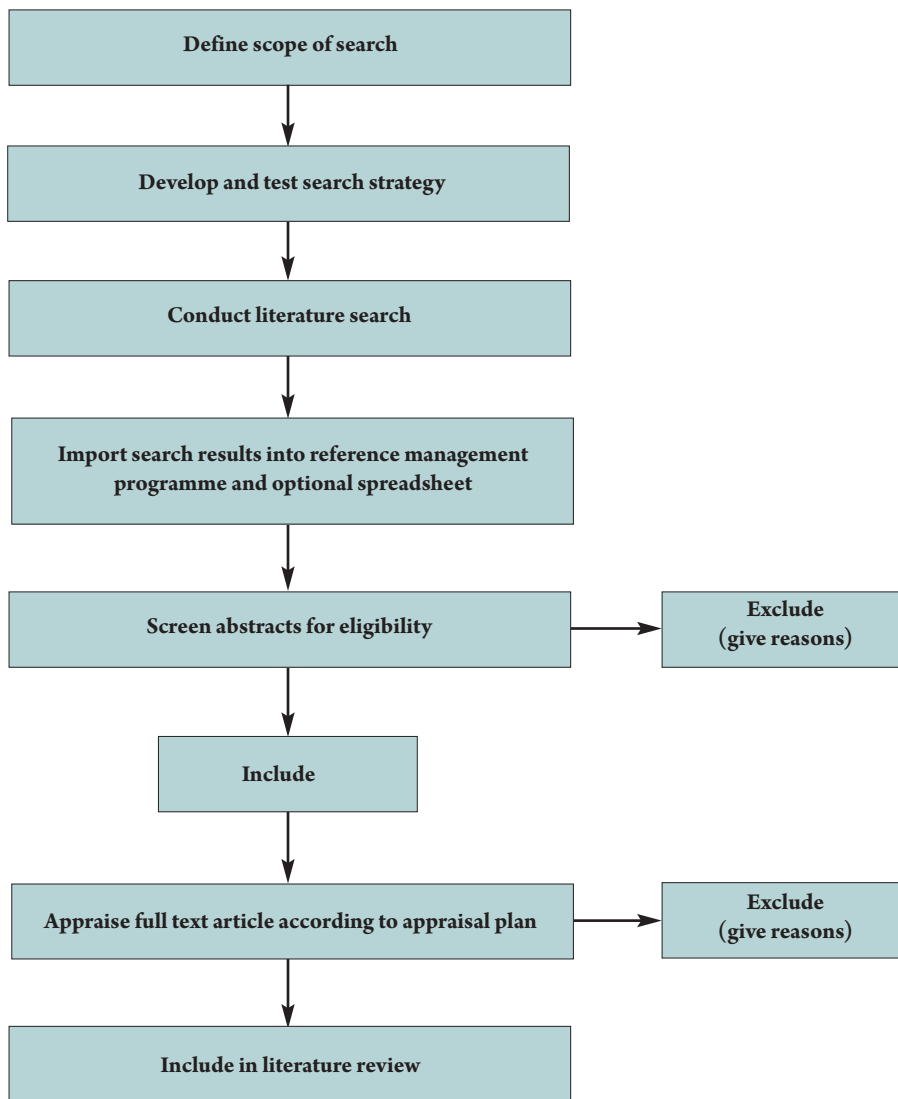 Define scope of search
Develop and test search strategy
Conduct literature search
Import search results into reference management
programme and optional spreadsheet
Screen abstracts for eligibility
Exclude
(give reasons)
Include
Appraise full text article according to appraisal plan
Exclude
(give reasons)
Include in literature review